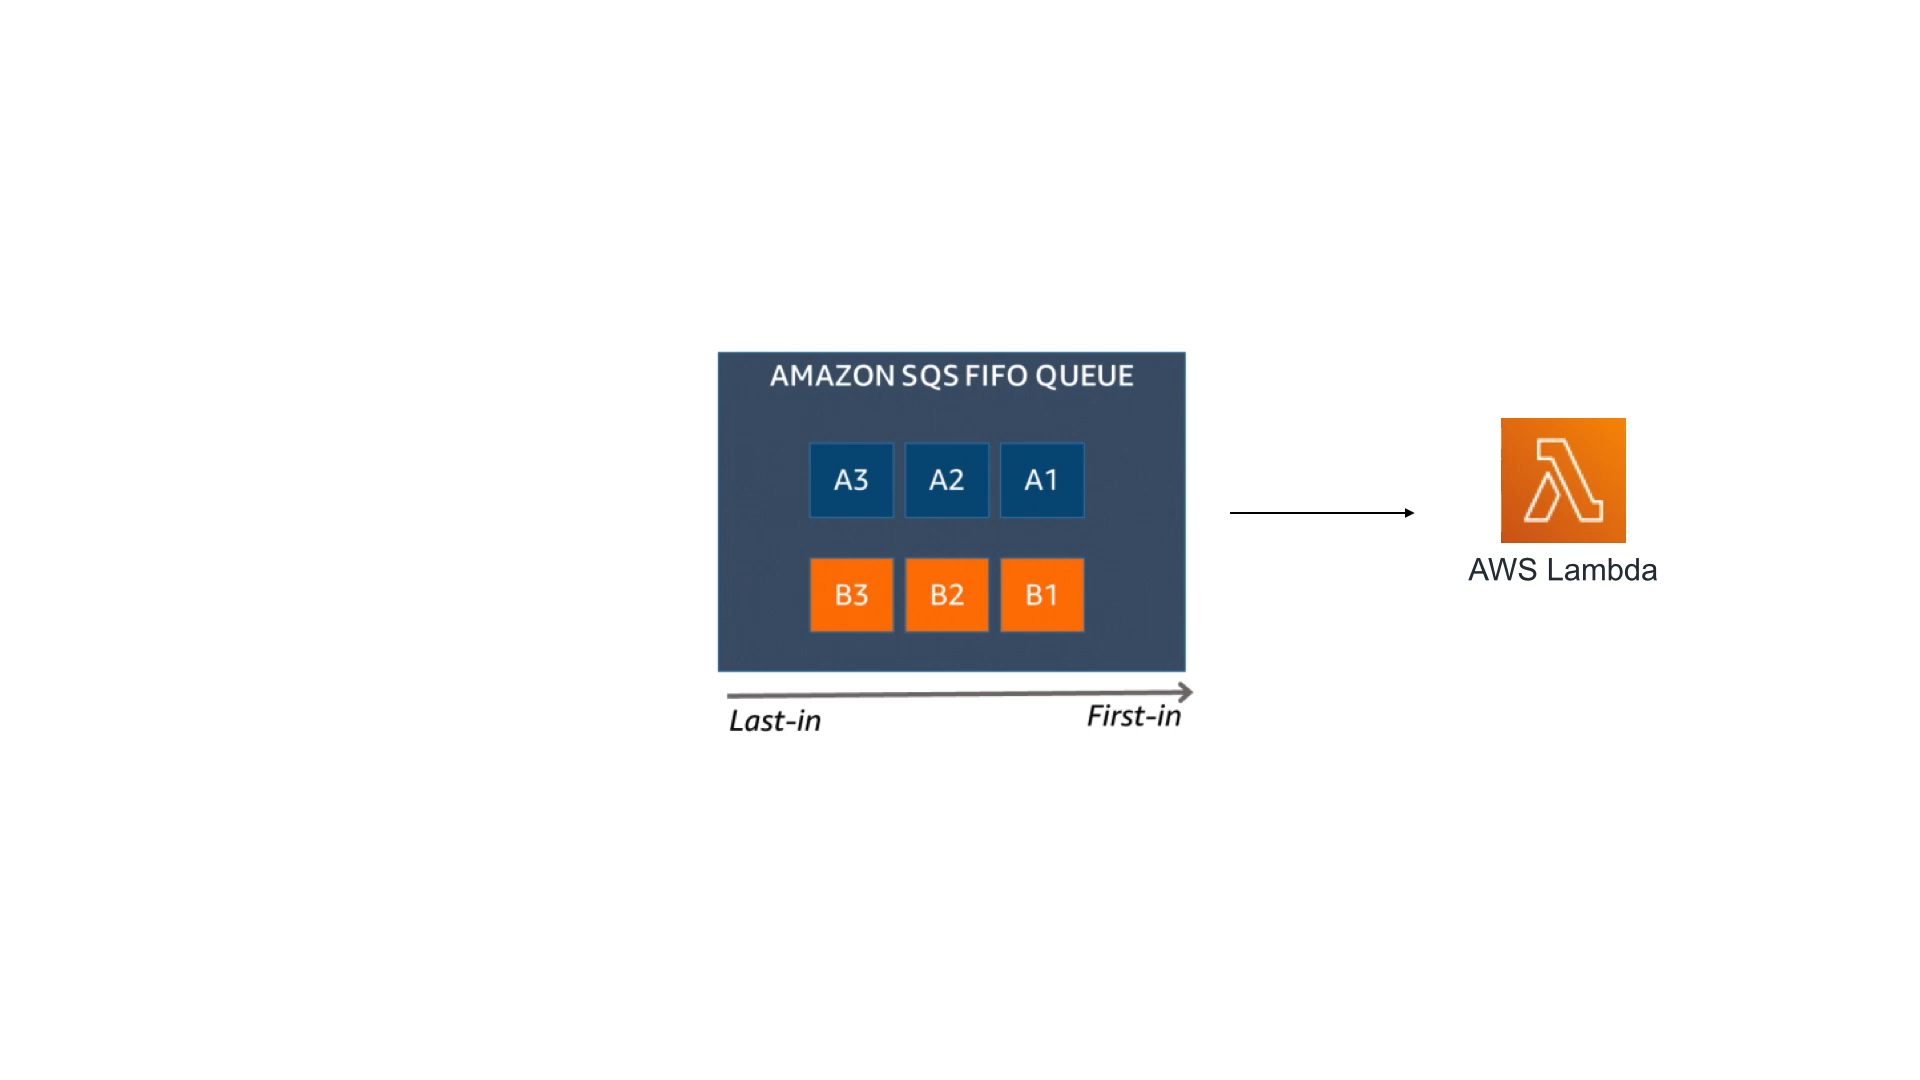 AMAZON SQS FIFO QUEUE
A3 A2 A1
B3 B2 B1
Last-in First-in
AWS Lambda